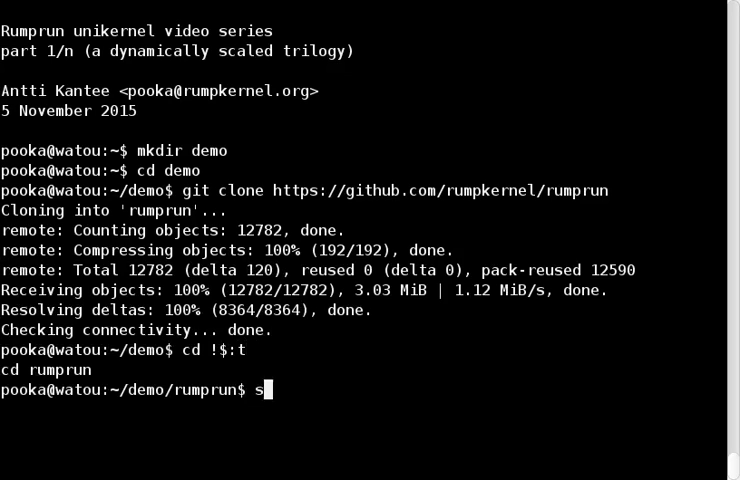 Rumprun unikernel video series
part 1/n (a dynamically scaled trilogy)
Antti Kantee <pooka@rumpkernel.org>
5 November 2015
pooka@watou:~$ mkdir demo
pooka@watou:~$ cd demo
pooka@watou:~/demo$ git clone https://github.com/rumpkernel/rumprun
Cloning into 'rumprun'...
remote: Counting objects: 12782, done.
remote: Compressing objects: 100% (192/192), done.
remote: Total 12782 (delta 120), reused 0 (delta 0), pack-reused 12590
Receiving objects: 100% (12782/12782), 3.03 MiB | 1.12 MiB/s, done.
Resolving deltas: 100% (8364/8364), done.
Checking connectivity... done.
pooka@watou:~/demo$ cd !$:t
cd rumprun
pooka@watou:~/demo/rumprun$ s